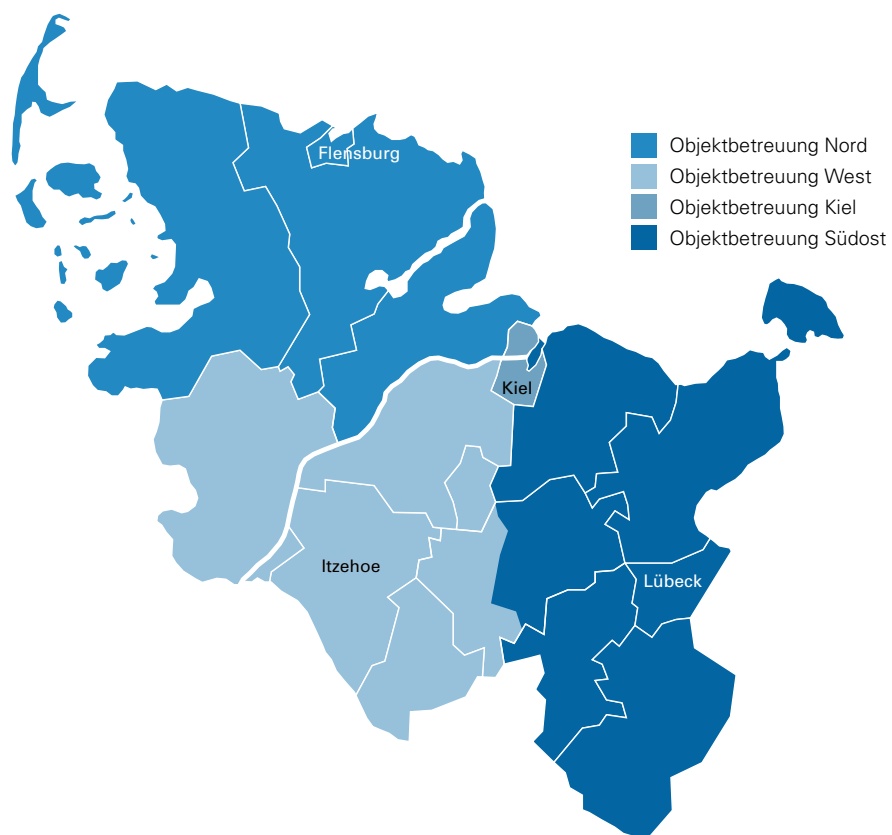 Flensburg
Objektbetreuung Nord
Objektbetreuung West
Objektbetreuung Kiel
Objektbetreuung Südost
Kiel
Itzehoe
Lübeck